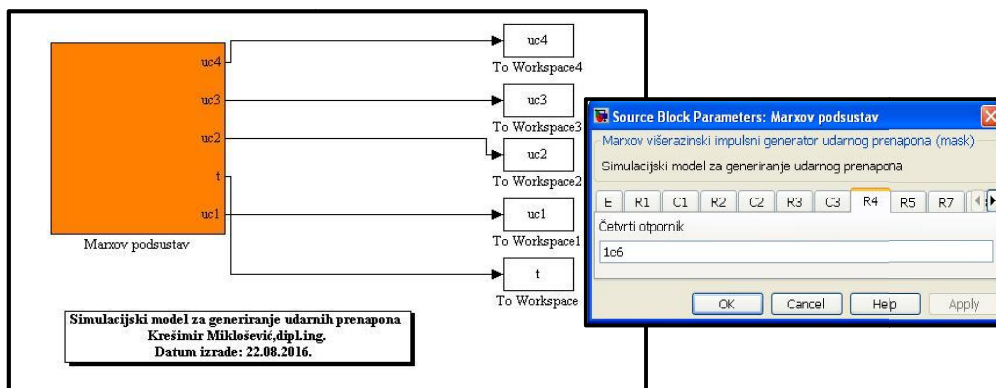 uc4
uc3
uc2
t
uc1
Marxov podsustav
uc4
To Workspace4
uc3
To Workspace3
uc2
To Workspace2
uc1
To Workspace1
t
To Workspace
Simulacijski model za generiranje udarnih prenapona
Krešimir Miklošević,dipl.ing.
Datum izrade: 22.08.2016.
Source Block Parameters: Marxov podsustav
Marxov višerazinski impulsni generator udarnog prenapona (mask)
Simulacijski model za generiranje udarnog prenapona
E R1 C1 R2 C2 R3 C3 R4 R5 R7
Četvrti otpornik
1e6
OK Cancel Help Apply